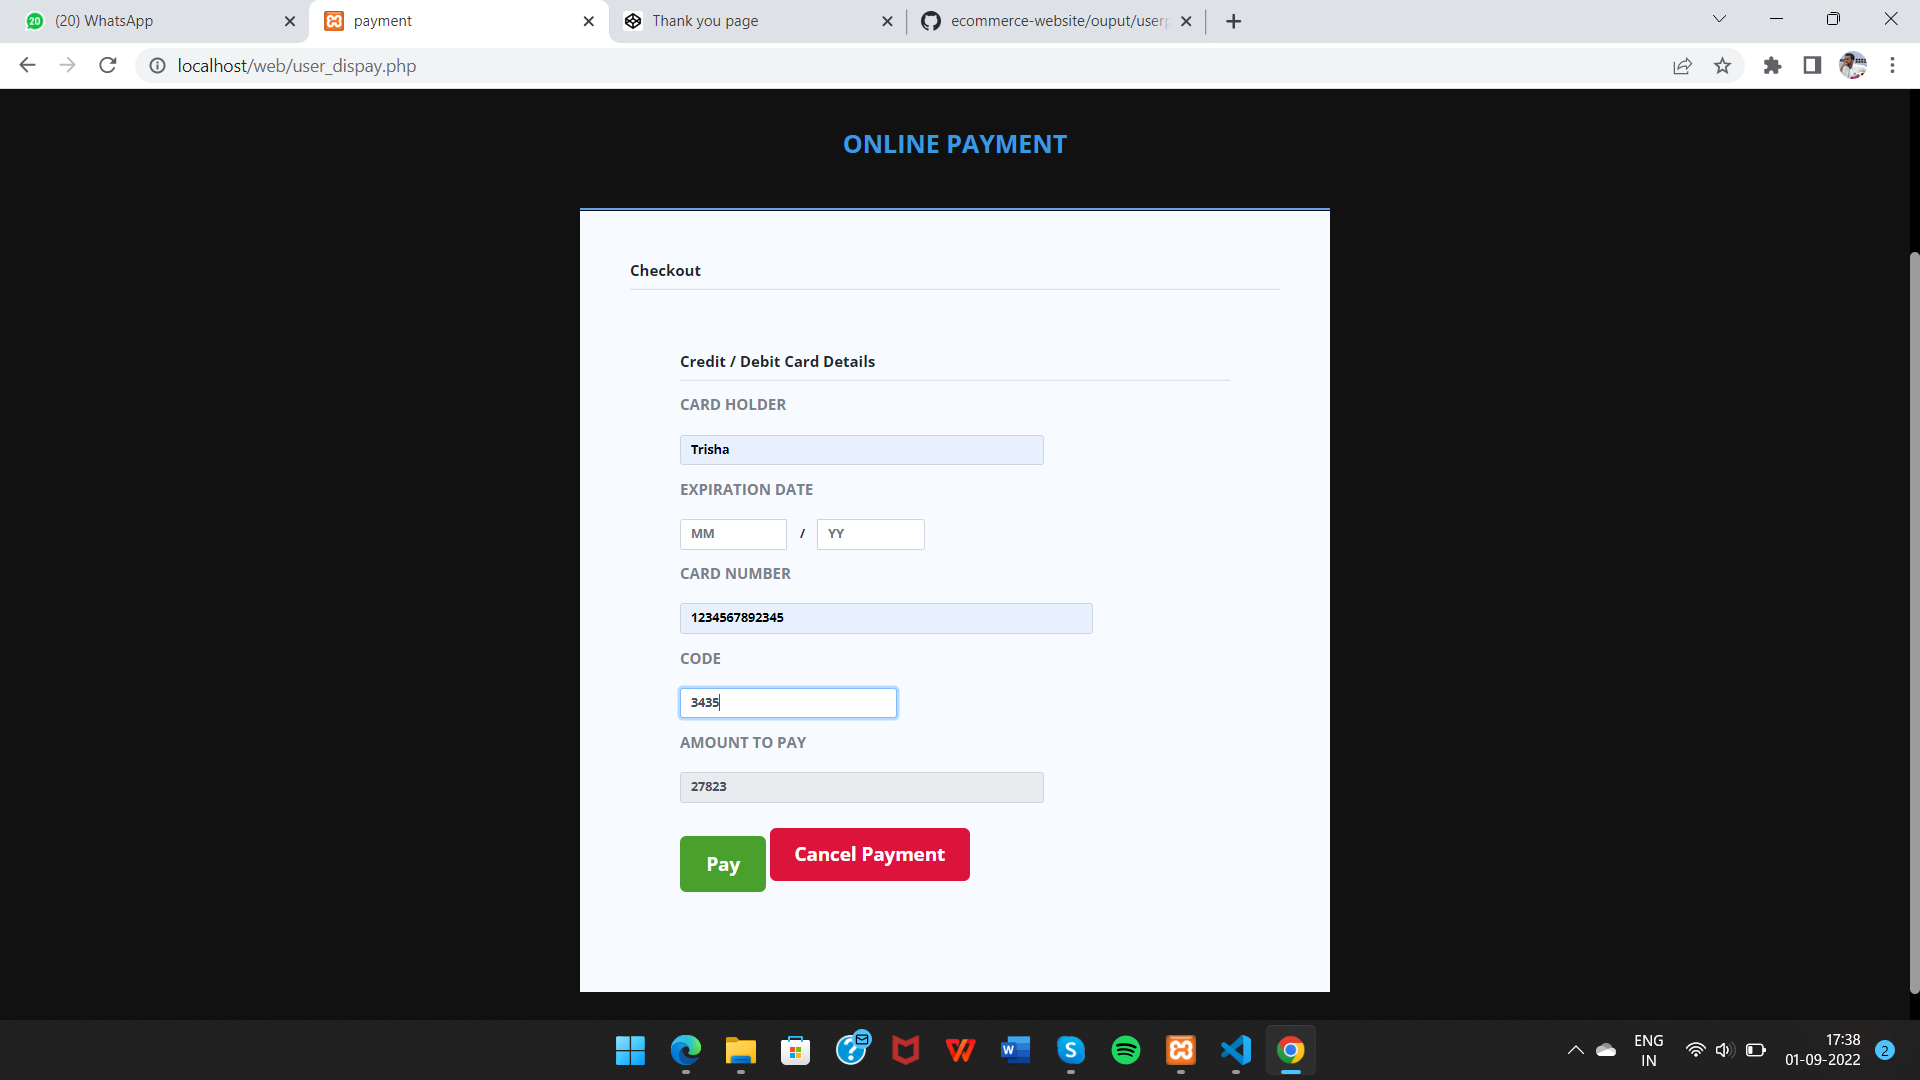 (20) WhatsApp
payment
Thank you page
ecommerce-website/ouput/userp
localhost/web/user_dispay.php
ONLINE PAYMENT
Checkout
Credit / Debit Card Details
CARD HOLDER
Trisha
EXPIRATION DATE
MM / YY
CARD NUMBER
1234567892345
CODE
3435
AMOUNT TO PAY
27823
Pay
Cancel Payment
ENG
IN
17:38
01-09-2022
2